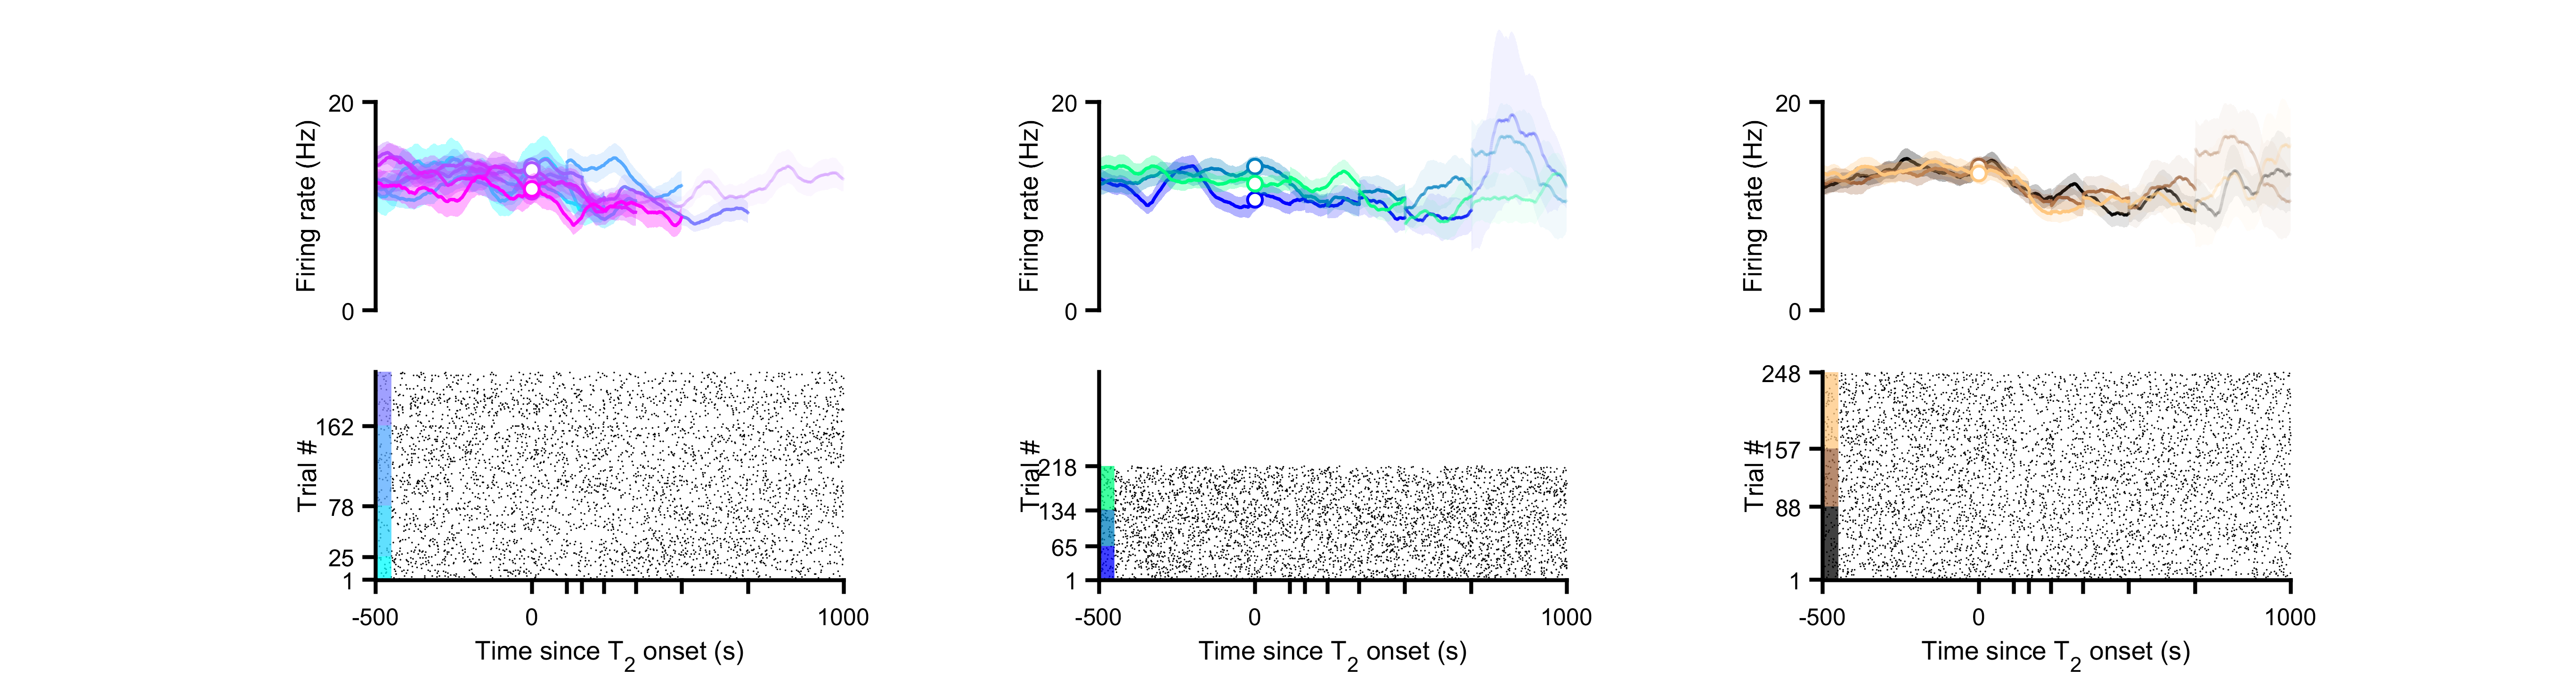 20
Firing rate (Hz)
0
20
Firing rate (Hz)
0
20
Firing rate (Hz)
0
162
78
25
1
Trial #
-500 0 1000
Time since T2 onset (s)
218
134
65
1
Trial #
-500 0 1000
Time since T2 onset (s)
248
157
88
1
Trial #
-500 0 1000
Time since T2 onset (s)